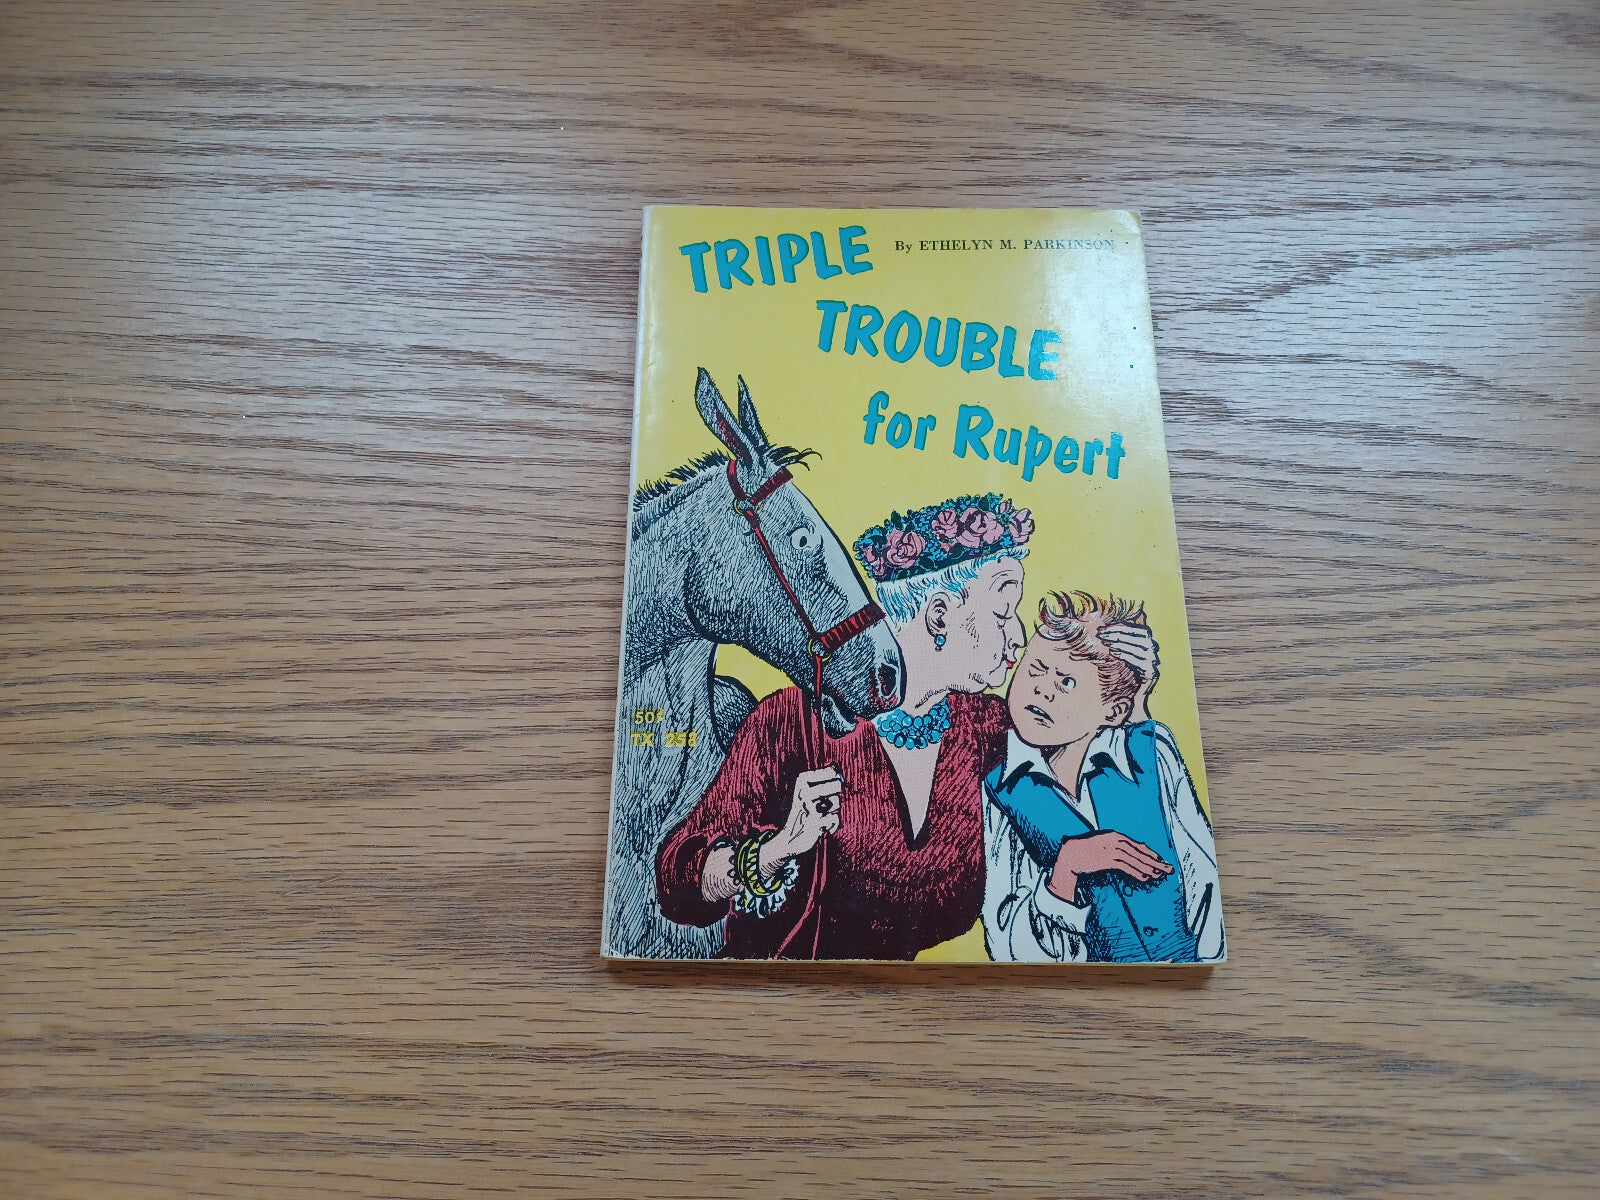 TRIPLE
By ETHELYN M. PARKINSON
TROUBLE
for Rupert
50¢
TX 253